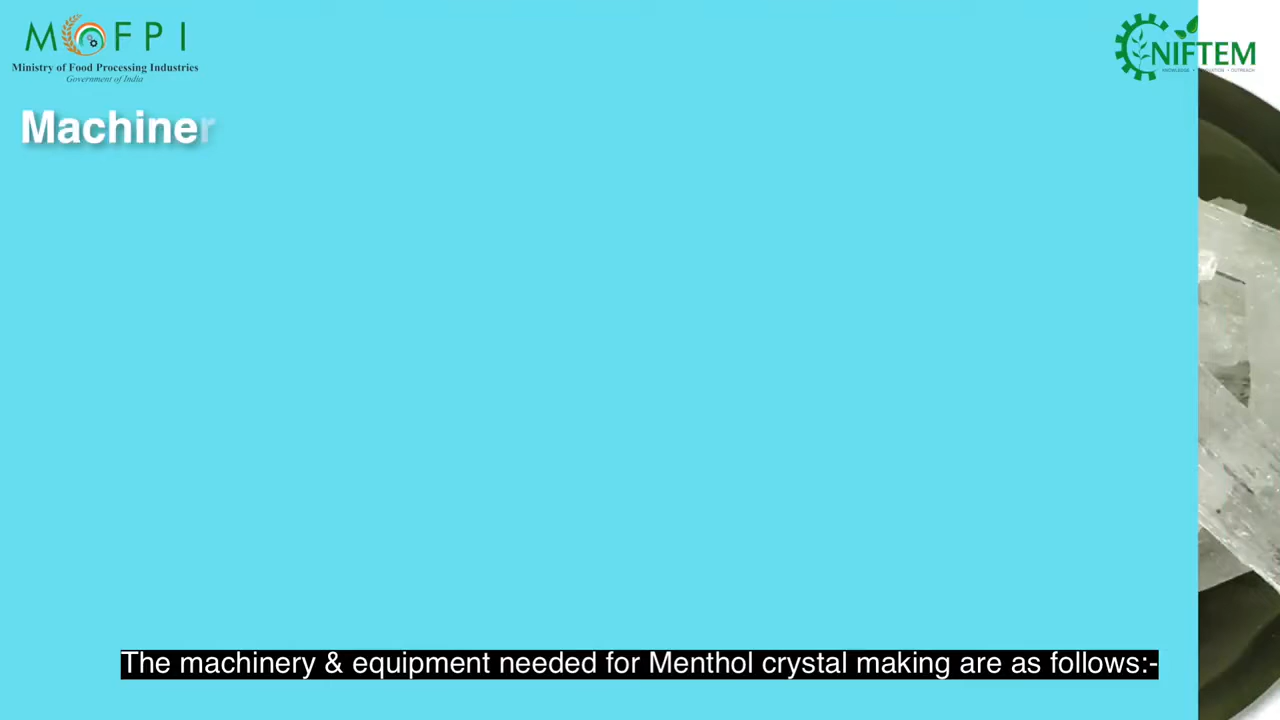 MOFPI
Ministry of Food Processing Industries
Government of India
NIFTEM
Machiner
The machinery & equipment needed for Menthol crystal making are as follows:-